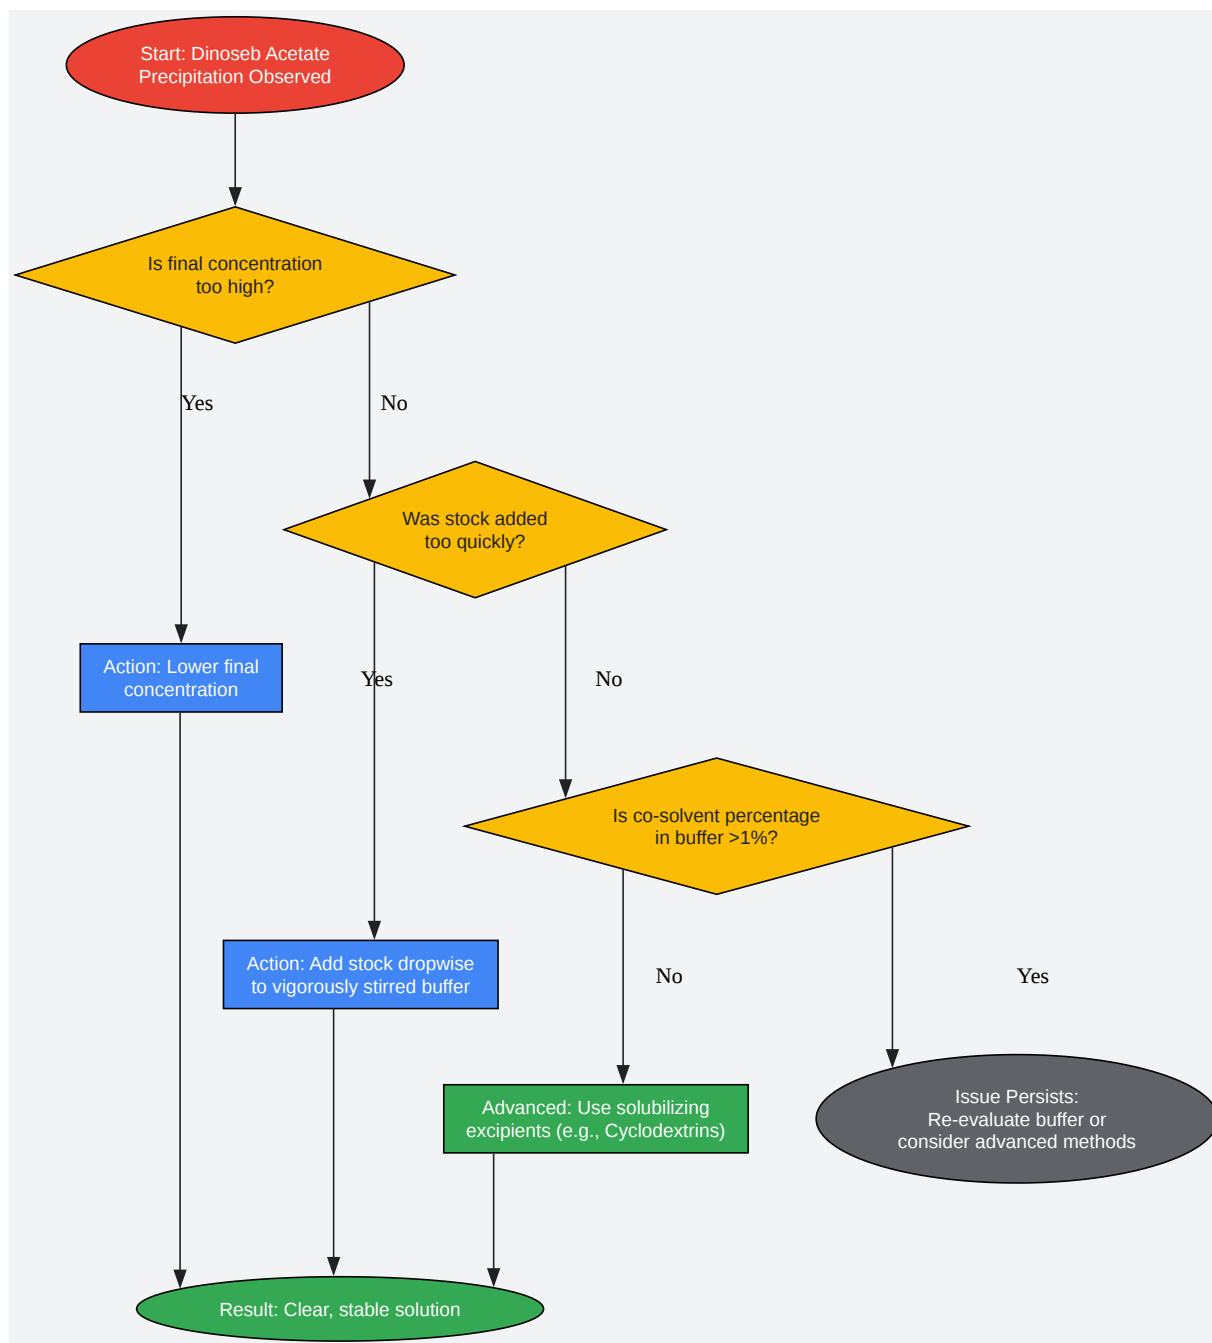 Start: Dinoseb Acetate
Precipitation Observed
Is final concentration
too high?
Yes
No
Was stock added
too quickly?
Action: Lower final
concentration
Yes
No
Is co-solvent percentage
in buffer >1%?
Action: Add stock dropwise
to vigorously stirred buffer
No
Yes
Advanced: Use solubilizing
excipients (e.g., Cyclodextrins)
Issue Persists:
Re-evaluate buffer or
consider advanced methods
Result: Clear, stable solution